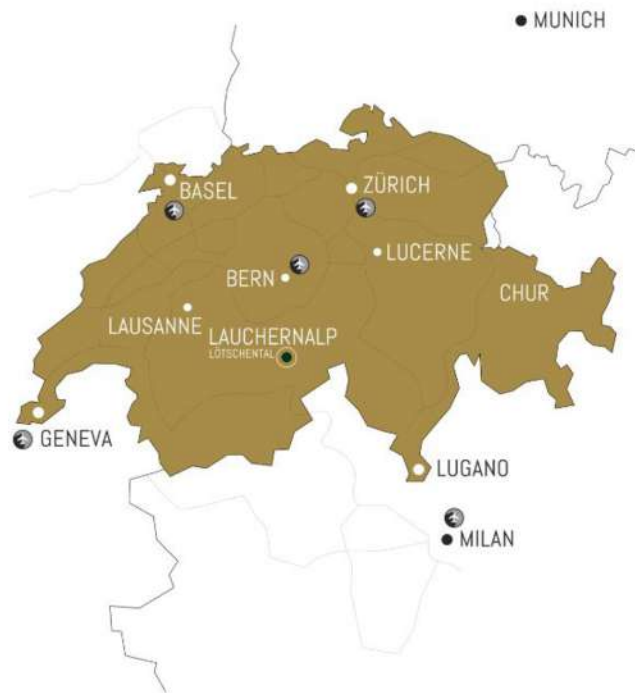 MUNICH
BASEL
ZÜRICH
LUCERNE
BERN
CHUR
LAUSANNE
LAUCHERNALP
LÖTSCHENTAL
GENEVA
LUGANO
MILAN